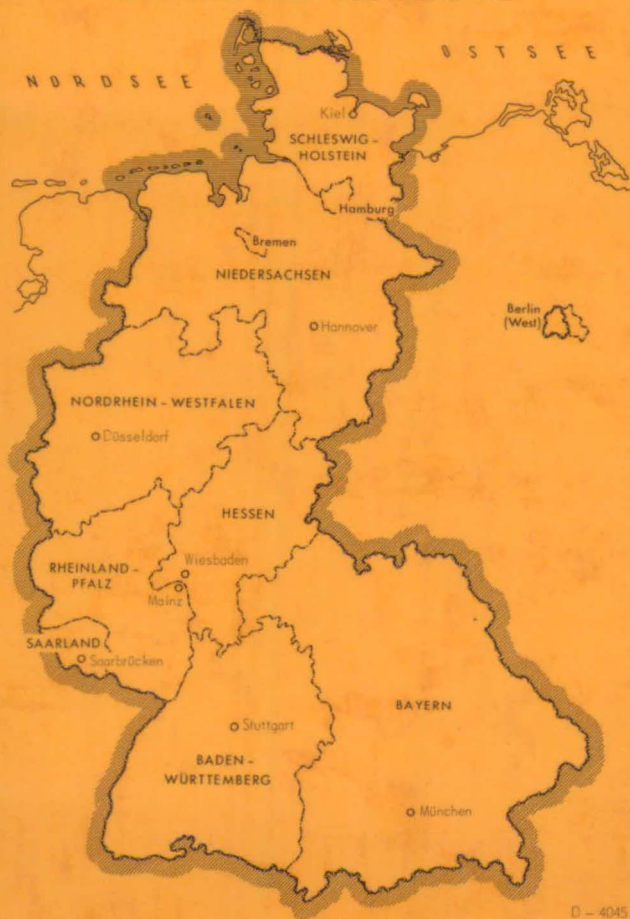 NORDSEE
OSTSEE
Kiel
SCHLESWIG-
HOLSTEIN
Hamburg
Bremen
NIEDERSACHSEN
Hannover
Berlin
(West)
NORDRHEIN - WESTFALEN
Düsseldorf
HESSEN
Wiesbaden
RHEINLAND-
PFALZ
Mainz
SAARLAND
Saarbrücken
BAYERN
Stuttgart
BADEN-
WÜRTTEMBERG
München
D - 4045